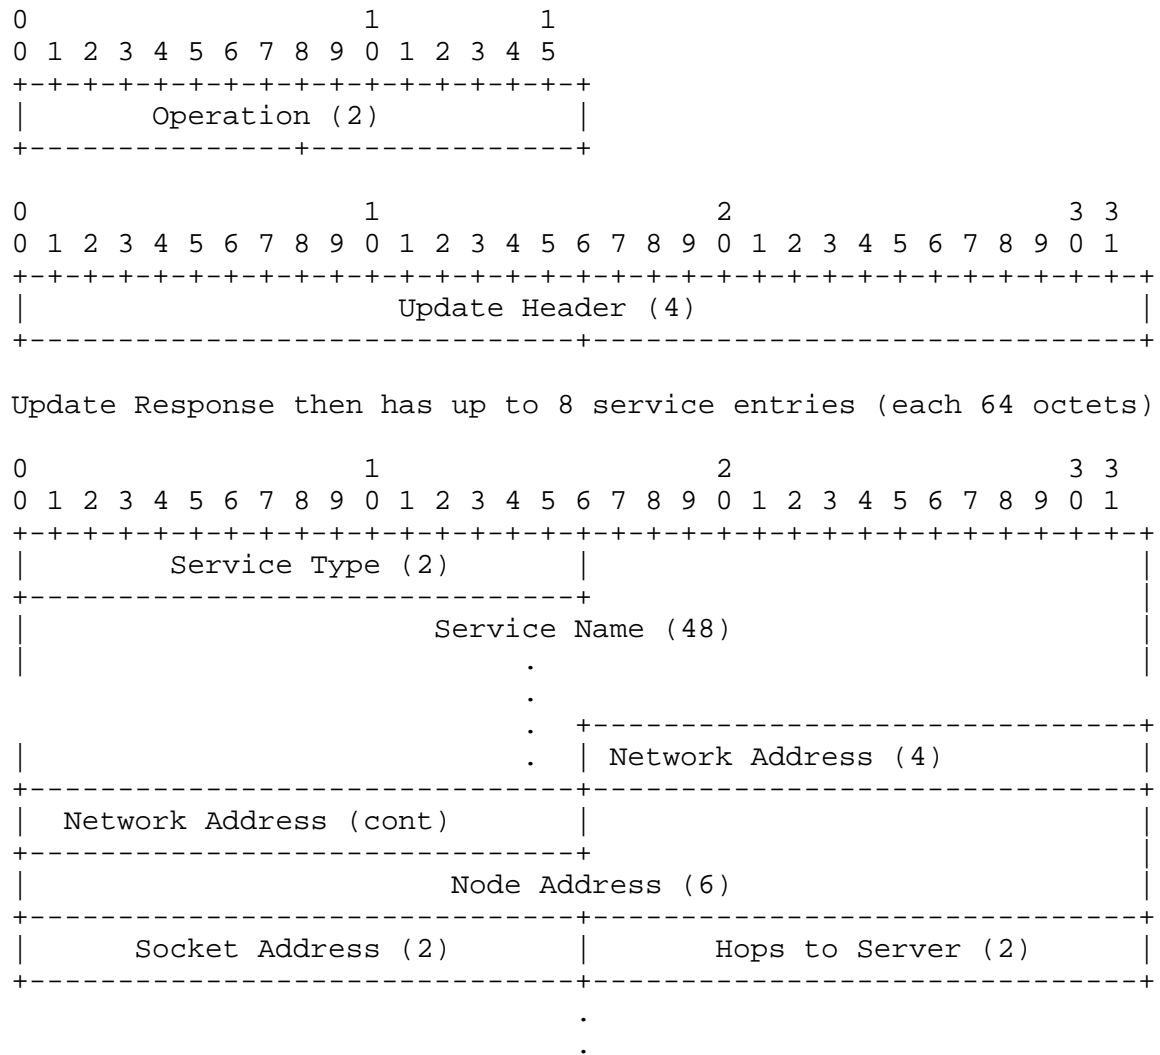 0                   1         1
0 1 2 3 4 5 6 7 8 9 0 1 2 3 4 5
+-+-+-+-+-+-+-+-+-+-+-+-+-+-+-+-+
|       Operation (2)           |
+---------------+---------------+
0                   1                   2                   3 3
0 1 2 3 4 5 6 7 8 9 0 1 2 3 4 5 6 7 8 9 0 1 2 3 4 5 6 7 8 9 0 1
+-+-+-+-+-+-+-+-+-+-+-+-+-+-+-+-+-+-+-+-+-+-+-+-+-+-+-+-+-+-+-+-+
|                     Update Header (4)                         |
+-------------------------------+-------------------------------+
Update Response then has up to 8 service entries (each 64 octets)
0                   1                   2                   3 3
0 1 2 3 4 5 6 7 8 9 0 1 2 3 4 5 6 7 8 9 0 1 2 3 4 5 6 7 8 9 0 1
+-+-+-+-+-+-+-+-+-+-+-+-+-+-+-+-+-+-+-+-+-+-+-+-+-+-+-+-+-+-+-+-+
|        Service Type (2)       |                               |
+-------------------------------+                               |
|                       Service Name (48)                       |
|                            .                                  |
                             .
                             .  +-------------------------------+
|                            .  | Network Address (4)           |
+-------------------------------+-------------------------------+
|  Network Address (cont)       |                               |
+-------------------------------+                               |
|                        Node Address (6)                       |
+-------------------------------+-------------------------------+
|      Socket Address (2)       |       Hops to Server (2)      |
+-------------------------------+-------------------------------+
                                .
                                .